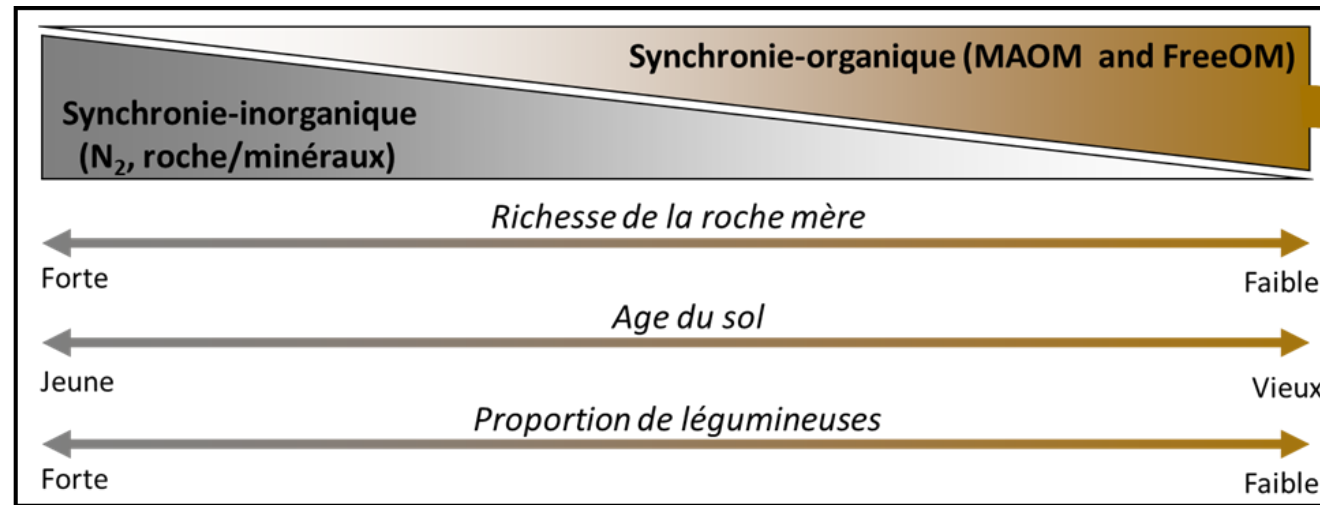 Synchronie-organique (MAOM and FreeOM)
Synchronie-inorganique
(N₂, roche/minéraux)
Richesse de la roche mère
Forte
Faible
Age du sol
Jeune
Vieux
Proportion de légumineuses
Forte
Faible